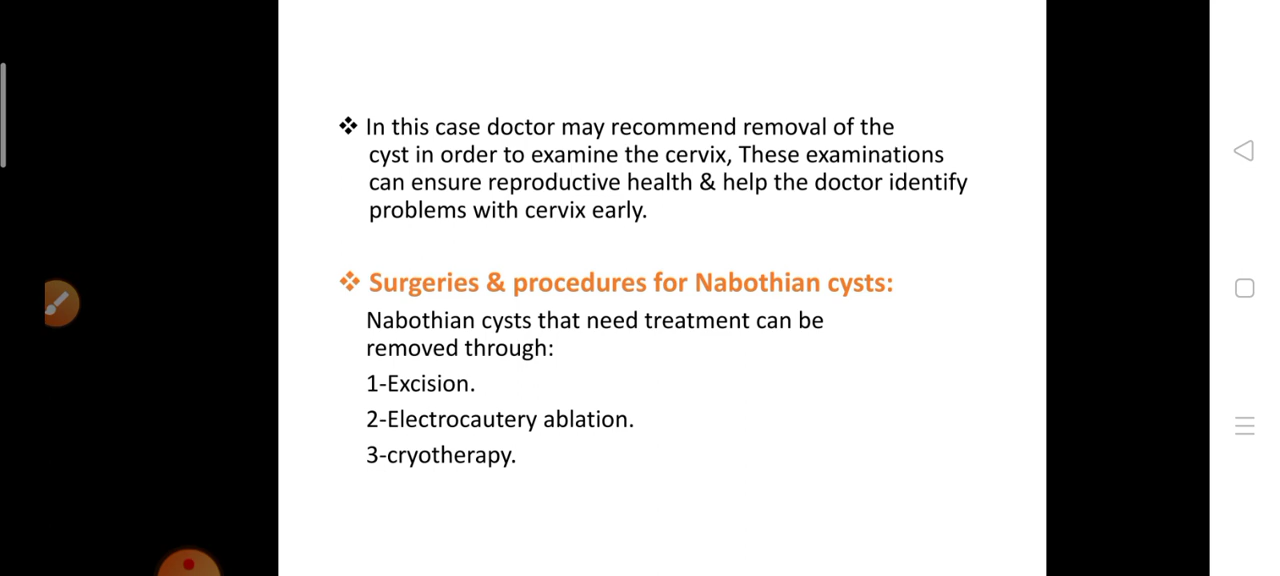 ❖ In this case doctor may recommend removal of the
cyst in order to examine the cervix, These examinations
can ensure reproductive health & help the doctor identify
problems with cervix early.
❖ Surgeries & procedures for Nabothian cysts:
Nabothian cysts that need treatment can be
removed through:
1-Excision.
2-Electrocautery ablation.
3-cryotherapy.